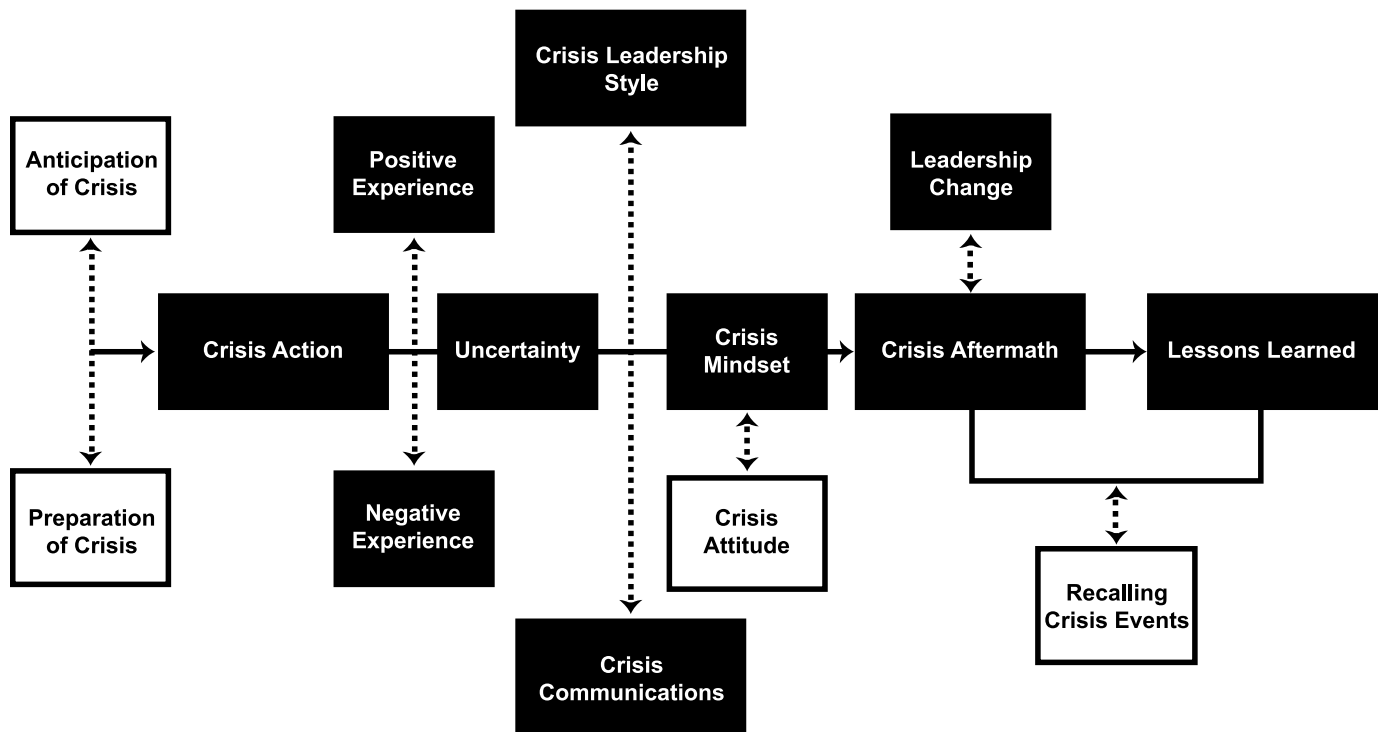 Crisis Leadership
Style
Anticipation
of Crisis
Positive
Experience
Leadership
Change
Crisis Action
Uncertainty
Crisis
Mindset
Crisis Aftermath
Lessons Learned
Preparation
of Crisis
Negative
Experience
Crisis
Attitude
Recalling
Crisis Events
Crisis
Communications